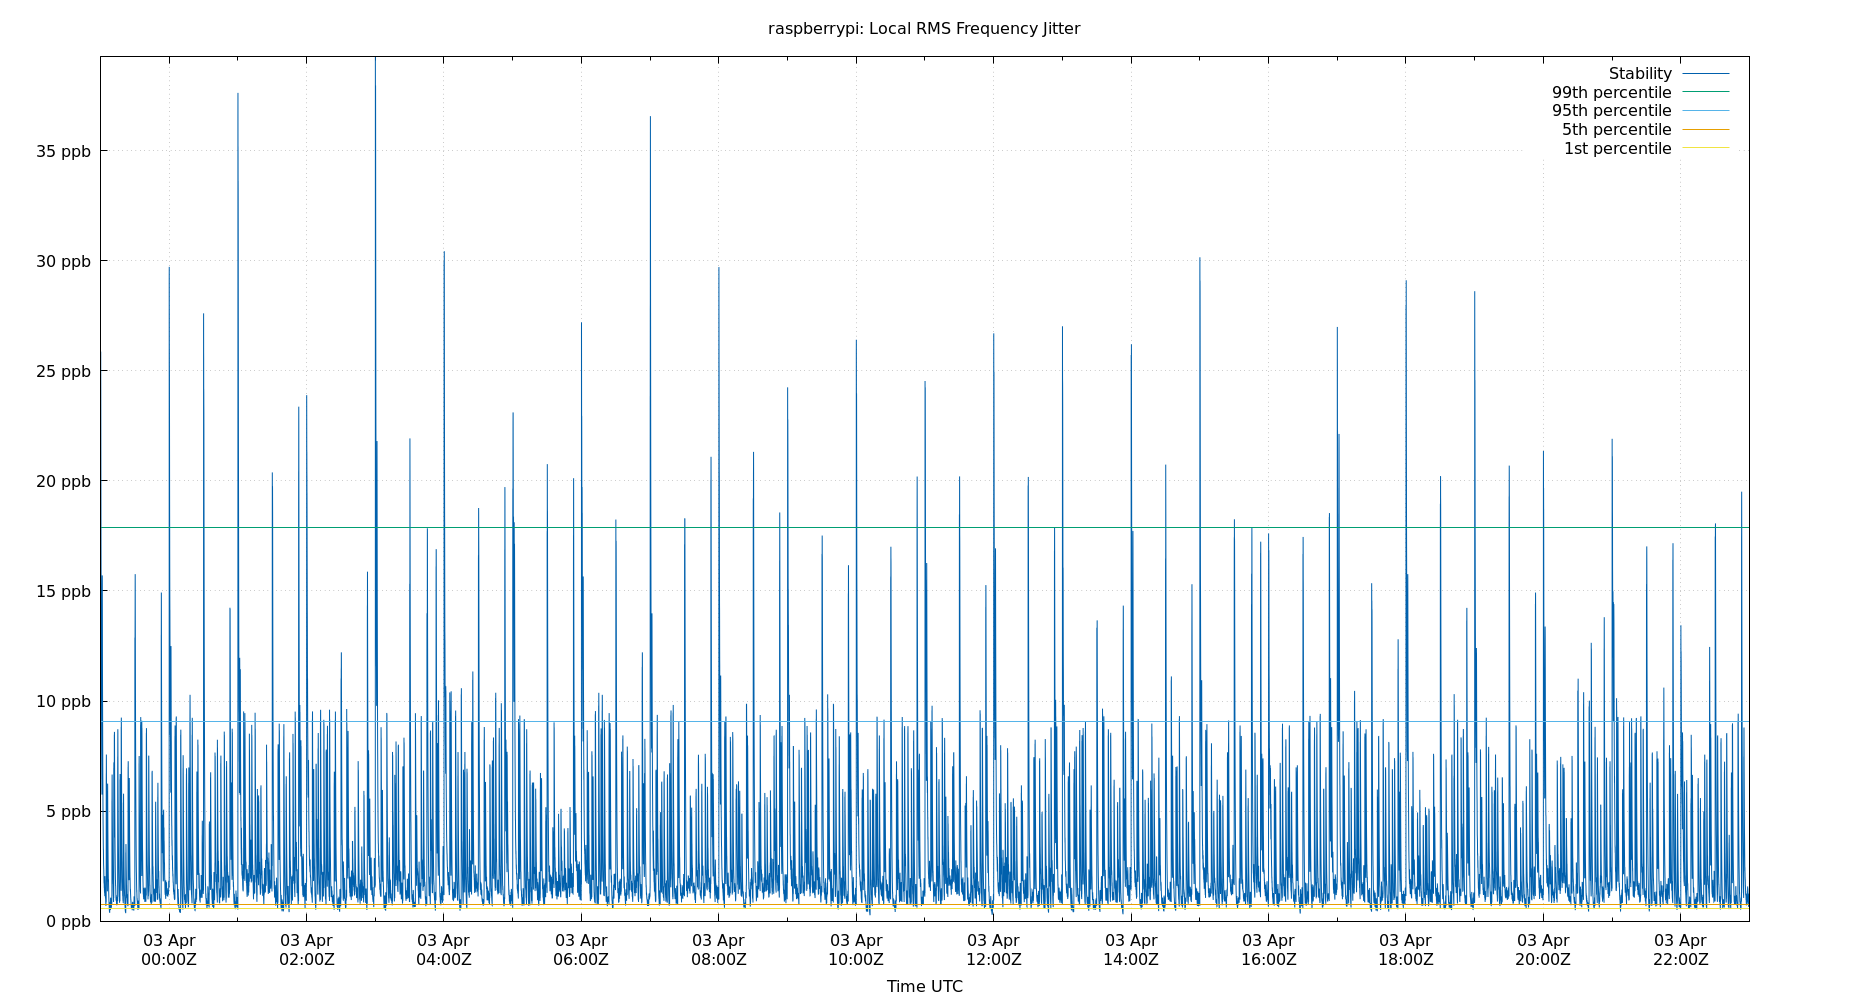 raspberrypi: Local RMS Frequency Jitter
Stability
99th percentile
95th percentile
5th percentile
1st percentile
35 ppb
30 ppb
25 ppb
20 ppb
15 ppb
10 ppb
5 ppb
0 ppb
03 Apr 03 Apr 03 Apr 03 Apr 03 Apr 03 Apr 03 Apr 03 Apr 03 Apr 03 Apr 03 Apr 03 Apr
00:00Z 02:00Z 04:00Z 06:00Z 08:00Z 10:00Z 12:00Z 14:00Z 16:00Z 18:00Z 20:00Z 22:00Z
Time UTC